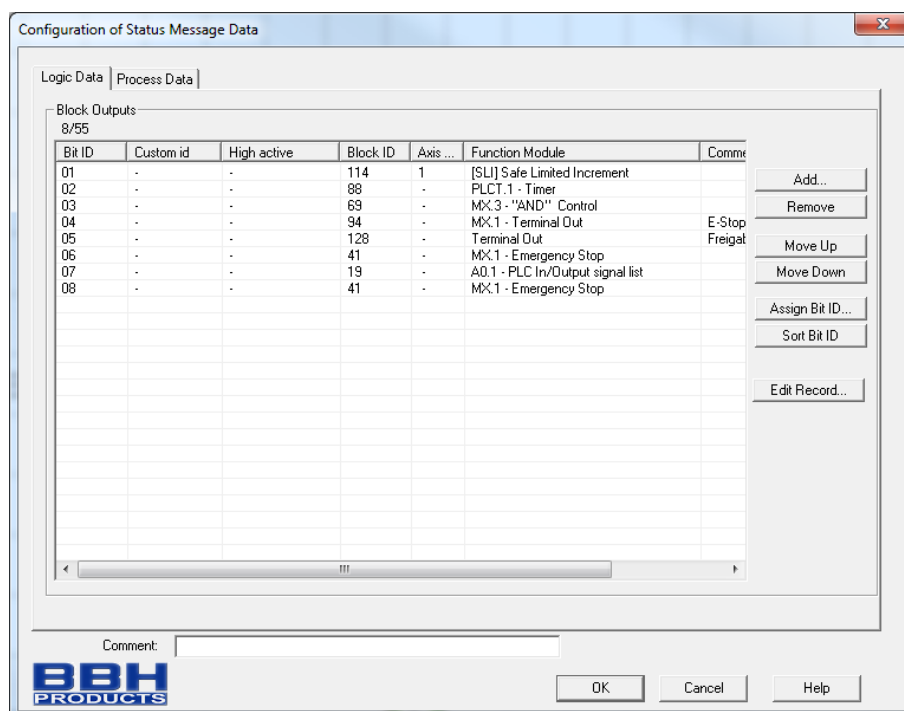 Configuration of Status Message Data
Logic Data Process Data
Block Outputs
8/55
Bit ID Custom id High active Block ID Axis ... Function Module Comme
01 - - 114 1 [SLI] Safe Limited Increment
02 - - 88 - PLCT.1 - Timer
03 - - 69 - MX.3 - "AND" Control
04 - - 94 - MX.1 - Terminal Out E-Stop
05 - - 128 - Terminal Out Freigab
06 - - 41 - MX.1 - Emergency Stop
07 - - 19 - A0.1 - PLC In/Output signal list
08 - - 41 - MX.1 - Emergency Stop
Add...
Remove
Move Up
Move Down
Assign Bit ID...
Sort Bit ID
Edit Record...
Comment:
BBH
PRODUCTS
OK Cancel Help